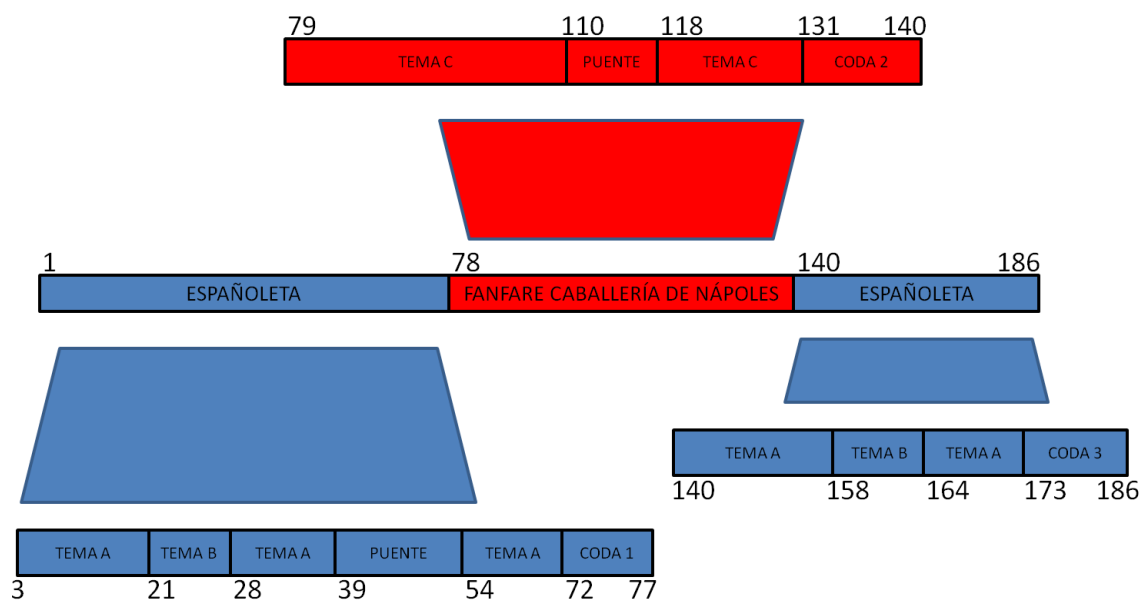 79 110 118 131 140
TEMA C PUENTE TEMA C CODA 2
1 78 140 186
ESPAÑOLETA FANFARE CABALLERÍA DE NÁPOLES ESPAÑOLETA
TEMA A TEMA B TEMA A CODA 3
140 158 164 173 186
TEMA A TEMA B TEMA A PUENTE TEMA A CODA 1
3 21 28 39 54 72 77